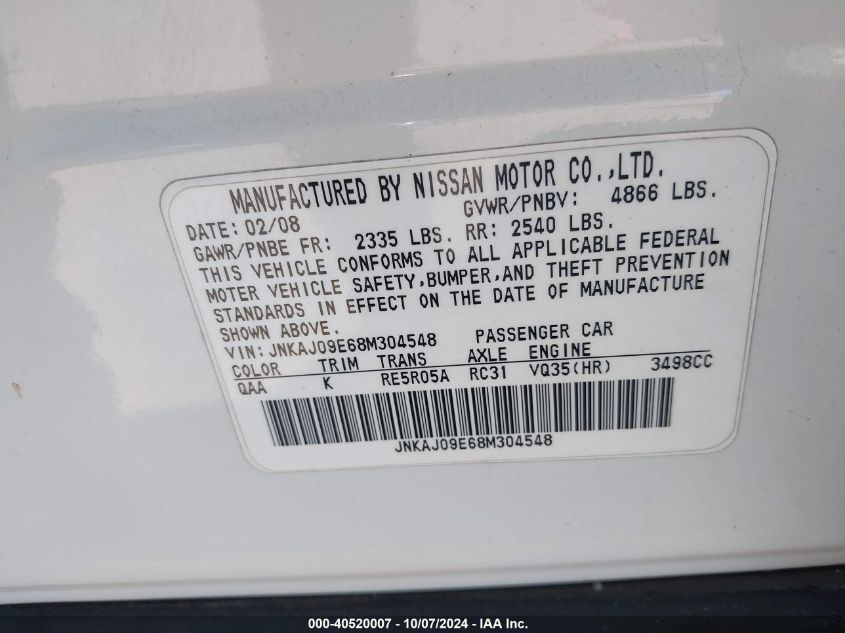 MANUFACTURED BY NISSAN MOTOR CO.,LTD.
DATE: 02/08 GVWR/PNBV: 4866 LBS.
GAWR/PNBE FR: 2335 LBS. RR: 2540 LBS.
THIS VEHICLE CONFORMS TO ALL APPLICABLE FEDERAL
MOTER VEHICLE SAFETY,BUMPER,AND THEFT PREVENTION
STANDARDS IN EFFECT ON THE DATE OF MANUFACTURE
SHOWN ABOVE.
VIN: JNKAJ09E68M304548 PASSENGER CAR
COLOR TRIM TRANS AXLE ENGINE
QAA K RE5R05A RC31 VQ35(HR) 3498CC
JNKAJ09E68M304548
000-40520007 - 10/07/2024 - IAA Inc.